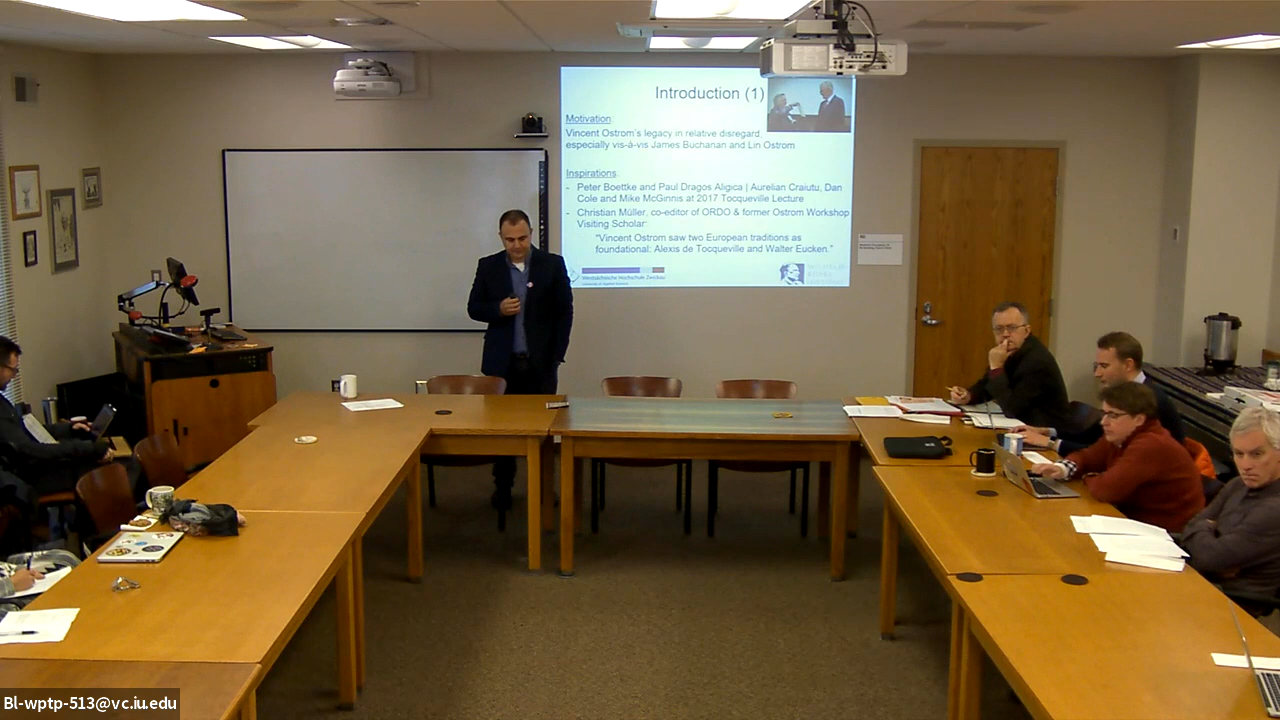 Introduction (1)
Motivation:
Vincent Ostrom's legacy in relative disregard,
especially vis-à-vis James Buchanan and Lin Ostrom
Inspirations:
- Peter Boettke and Paul Dragos Aligica | Aurelian Craiutu, Dan
Cole and Mike McGinnis at 2017 Tocqueville Lecture
- Christian Müller, co-editor of ORDO & former Ostrom Workshop
Visiting Scholar:
"Vincent Ostrom saw two European traditions as
foundational: Alexis de Tocqueville and Walter Eucken."
Westsächsische Hochschule Zwickau
Bl-wptp-513@vc.iu.edu